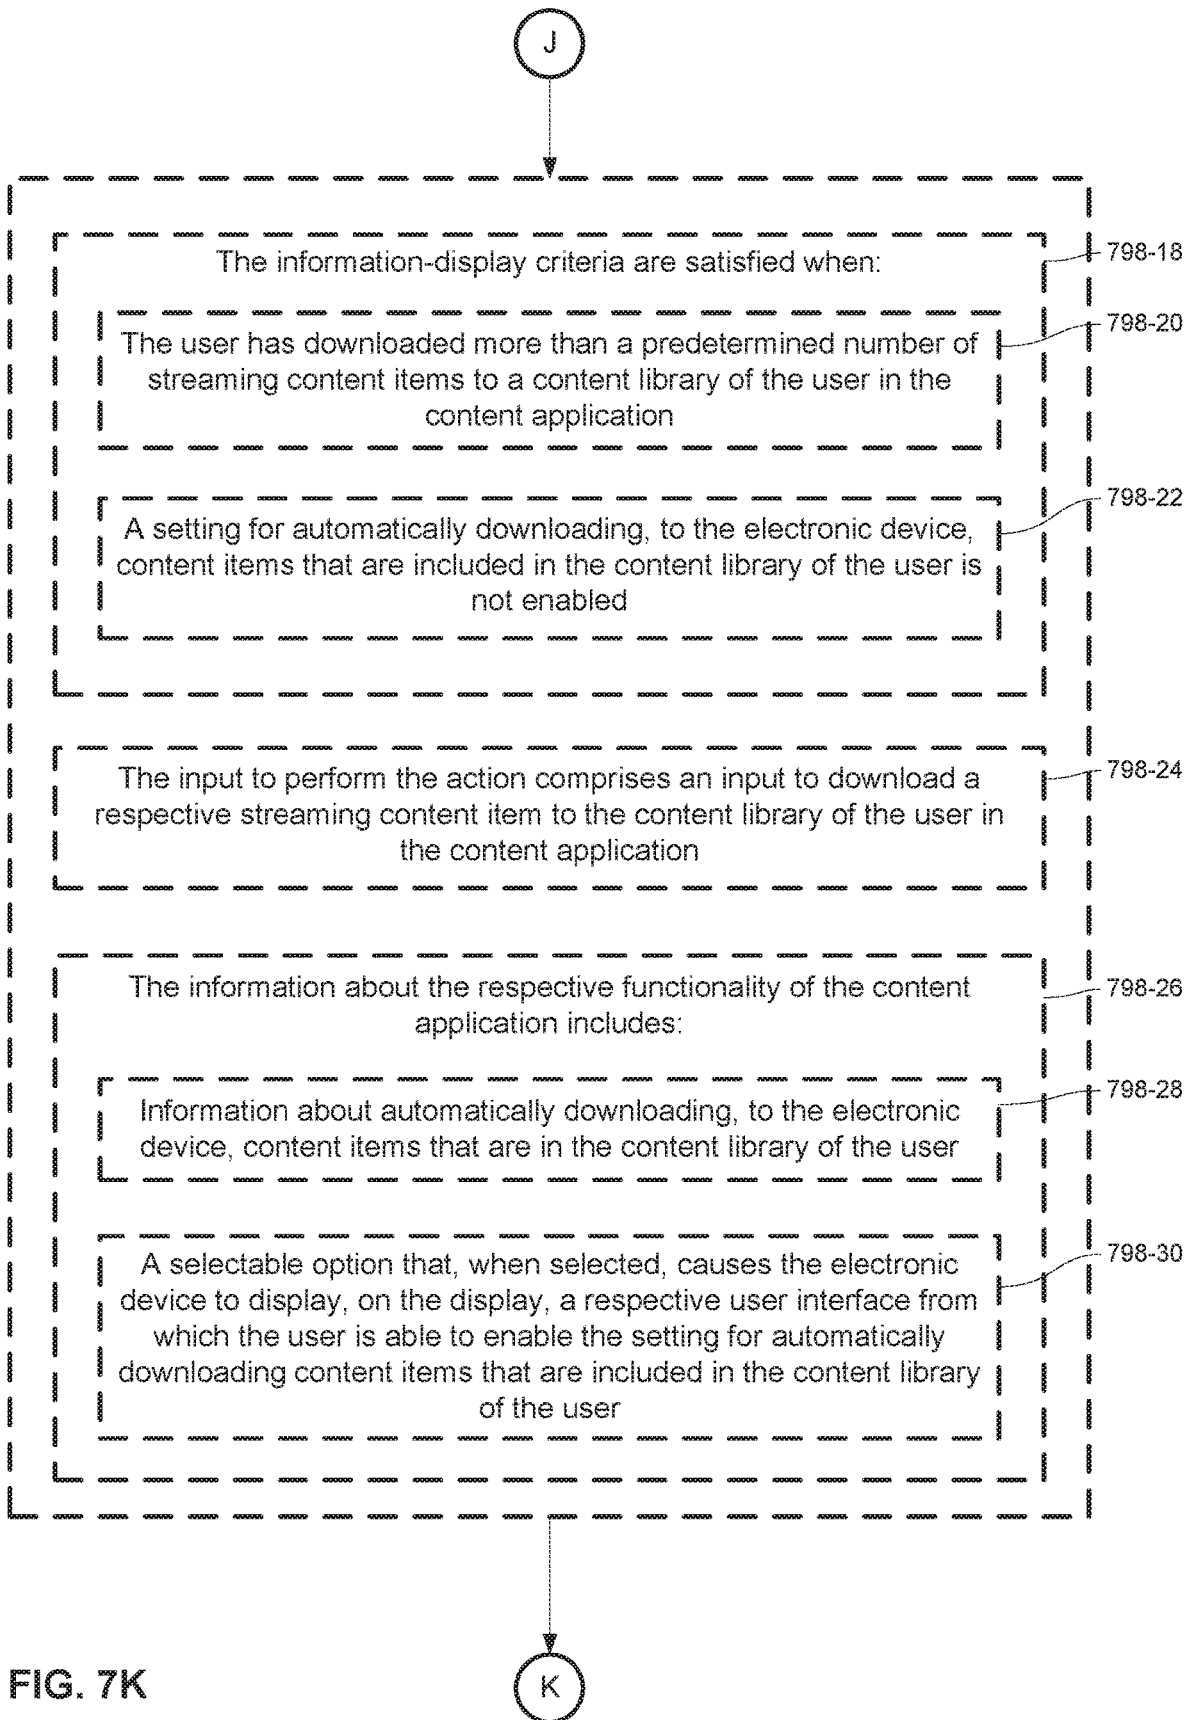 J
The information-display criteria are satisfied when:
798-18
The user has downloaded more than a predetermined number of
streaming content items to a content library of the user in the
content application
798-20
A setting for automatically downloading, to the electronic device,
content items that are included in the content library of the user is
not enabled
798-22
The input to perform the action comprises an input to download a
respective streaming content item to the content library of the user in
the content application
798-24
The information about the respective functionality of the content
application includes:
798-26
Information about automatically downloading, to the electronic
device, content items that are in the content library of the user
798-28
A selectable option that, when selected, causes the electronic
device to display, on the display, a respective user interface from
which the user is able to enable the setting for automatically
downloading content items that are included in the content library
of the user
798-30
K
FIG. 7K